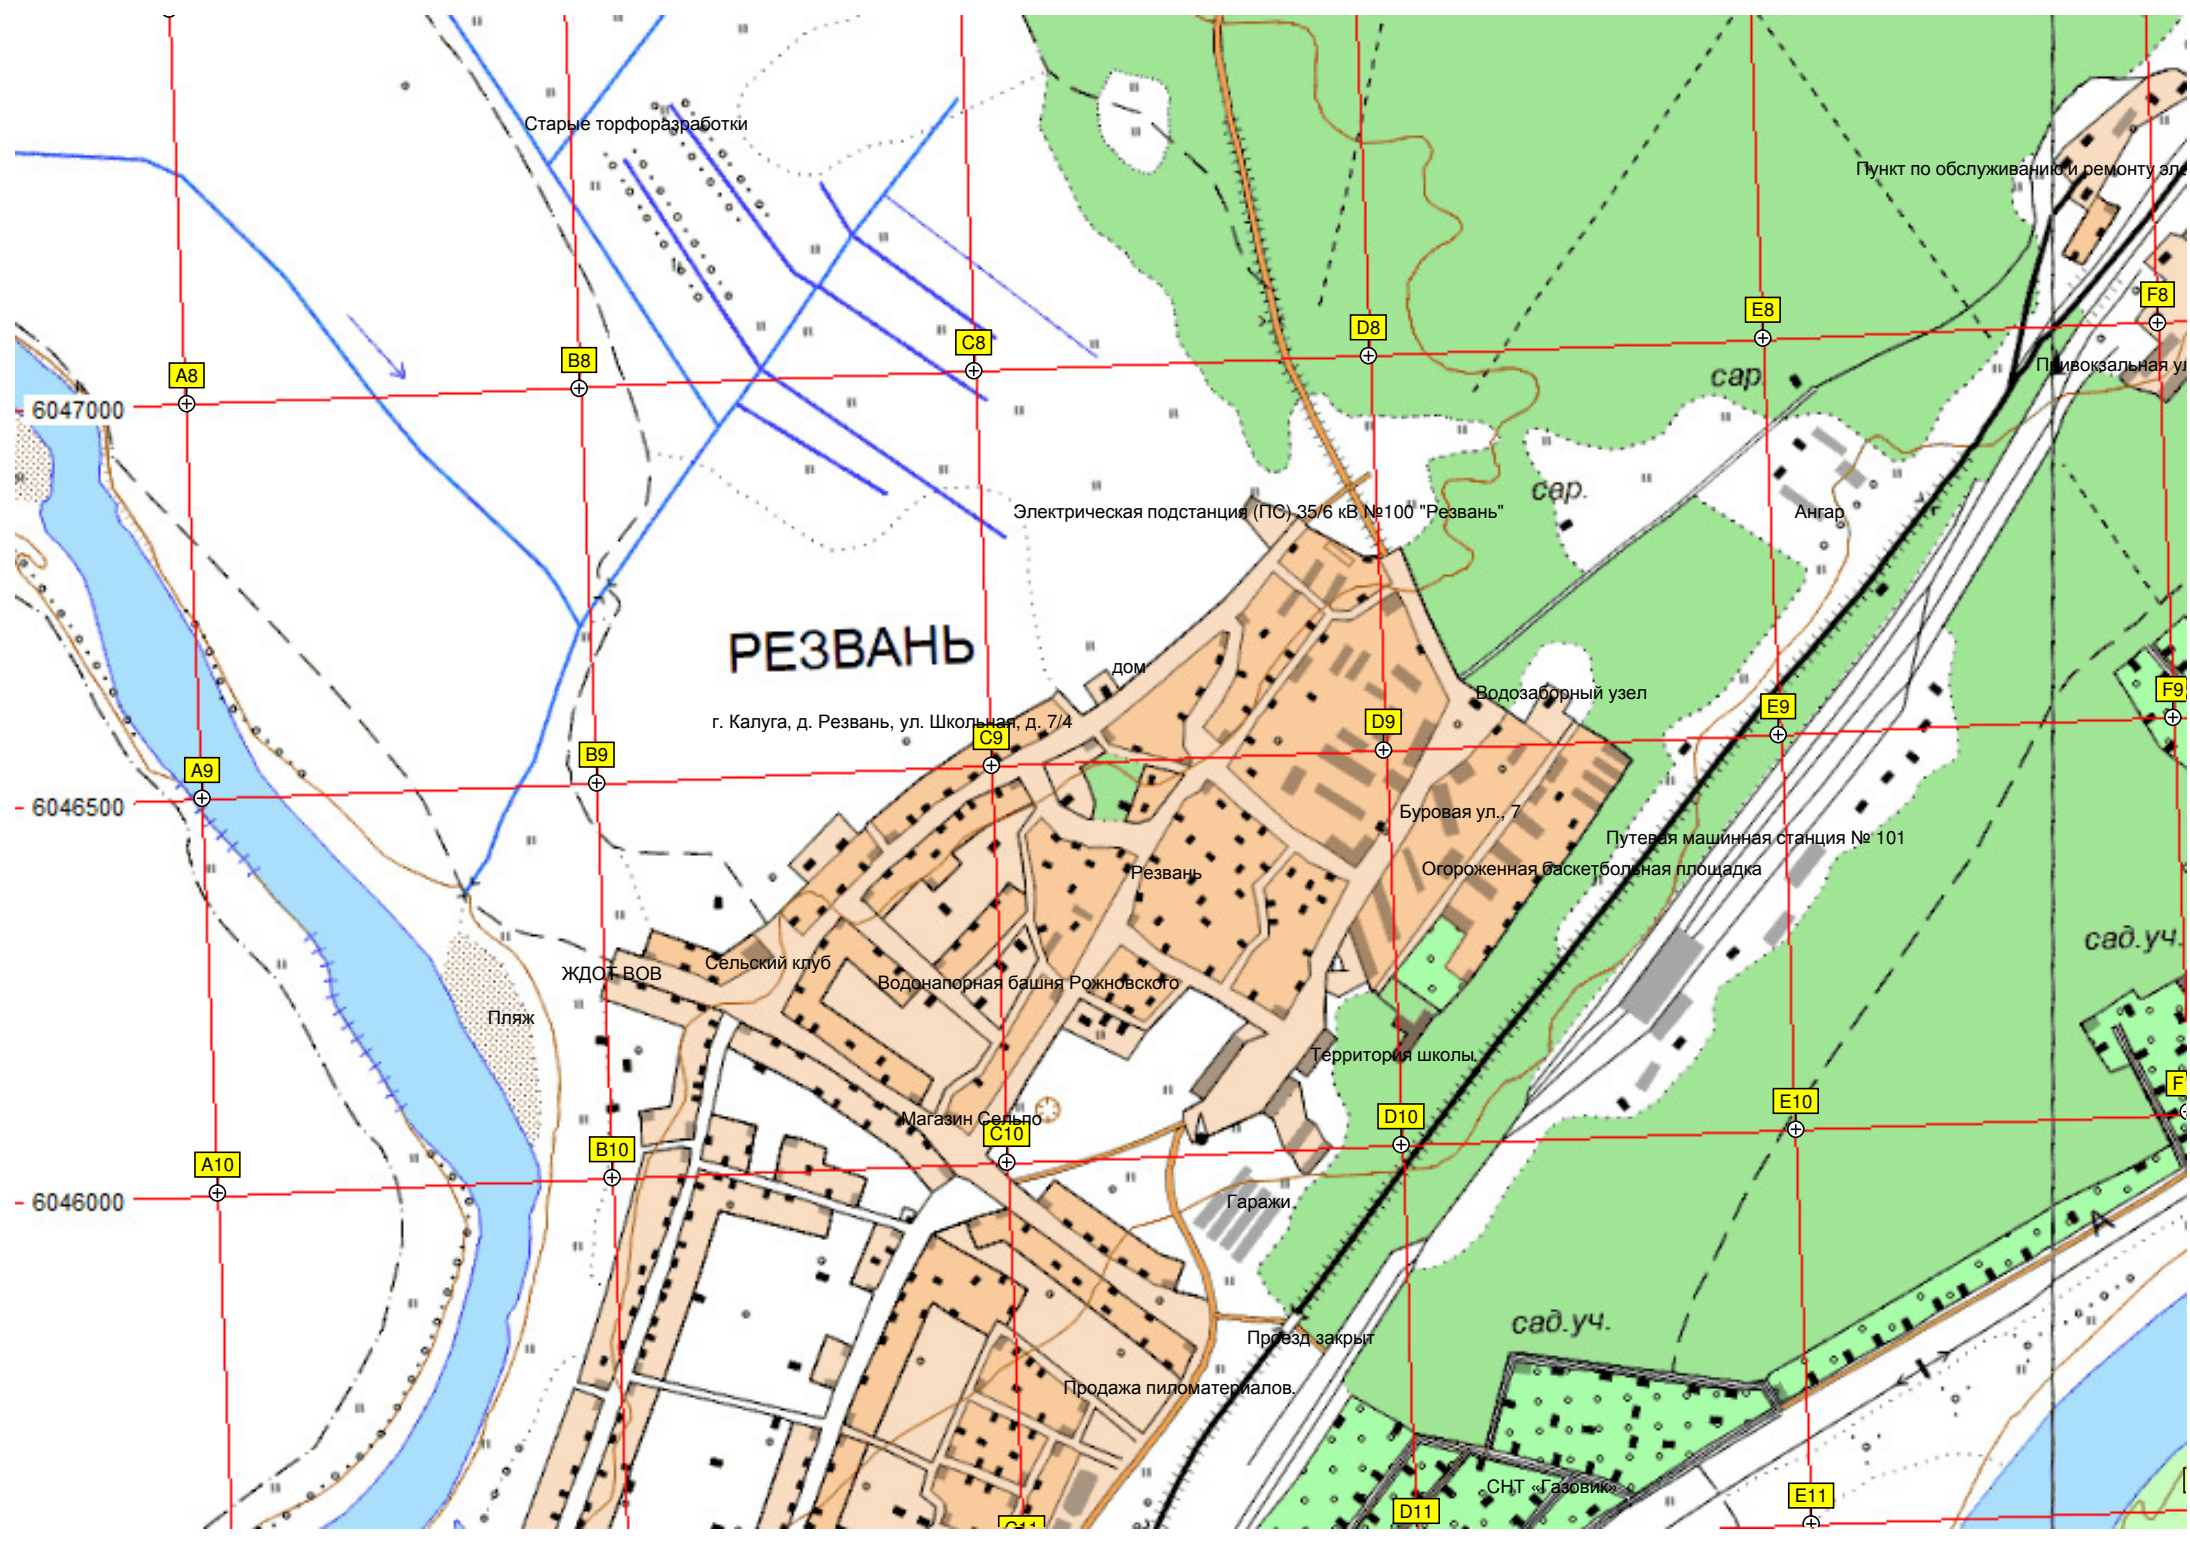 Старые торфоразработки
Пункт по обслуживанию и ремонту
F8
E8
D8
C8
B8
A8
6047000
сар.
Привокзальная
сар.
Электрическая подстанция (ПС) 35/6 кВ №100 "Резвань"
Ангар
РЕЗВАНЬ
дом
Водозаборный узел
F9
E9
D9
C9
B9
A9
г. Калуга, д. Резвань, ул. Школьная, д. 7/4
6046500
Буровая ул., 7
Путевая машинная станция № 101
Огороженная баскетбольная площадка
Резвань
сад.уч.
Сельский клуб
ЖДОТ ВОВ
Водонапорная башня Рожновского
Пляж
Территория школы.
Магазин Сельпо
E10
D10
C10
B10
A10
6046000
Гаражи.
сад.уч.
Проезд закрыт
Продажа пиломатериалов.
СНТ «Газовик»
E11
D11
C11